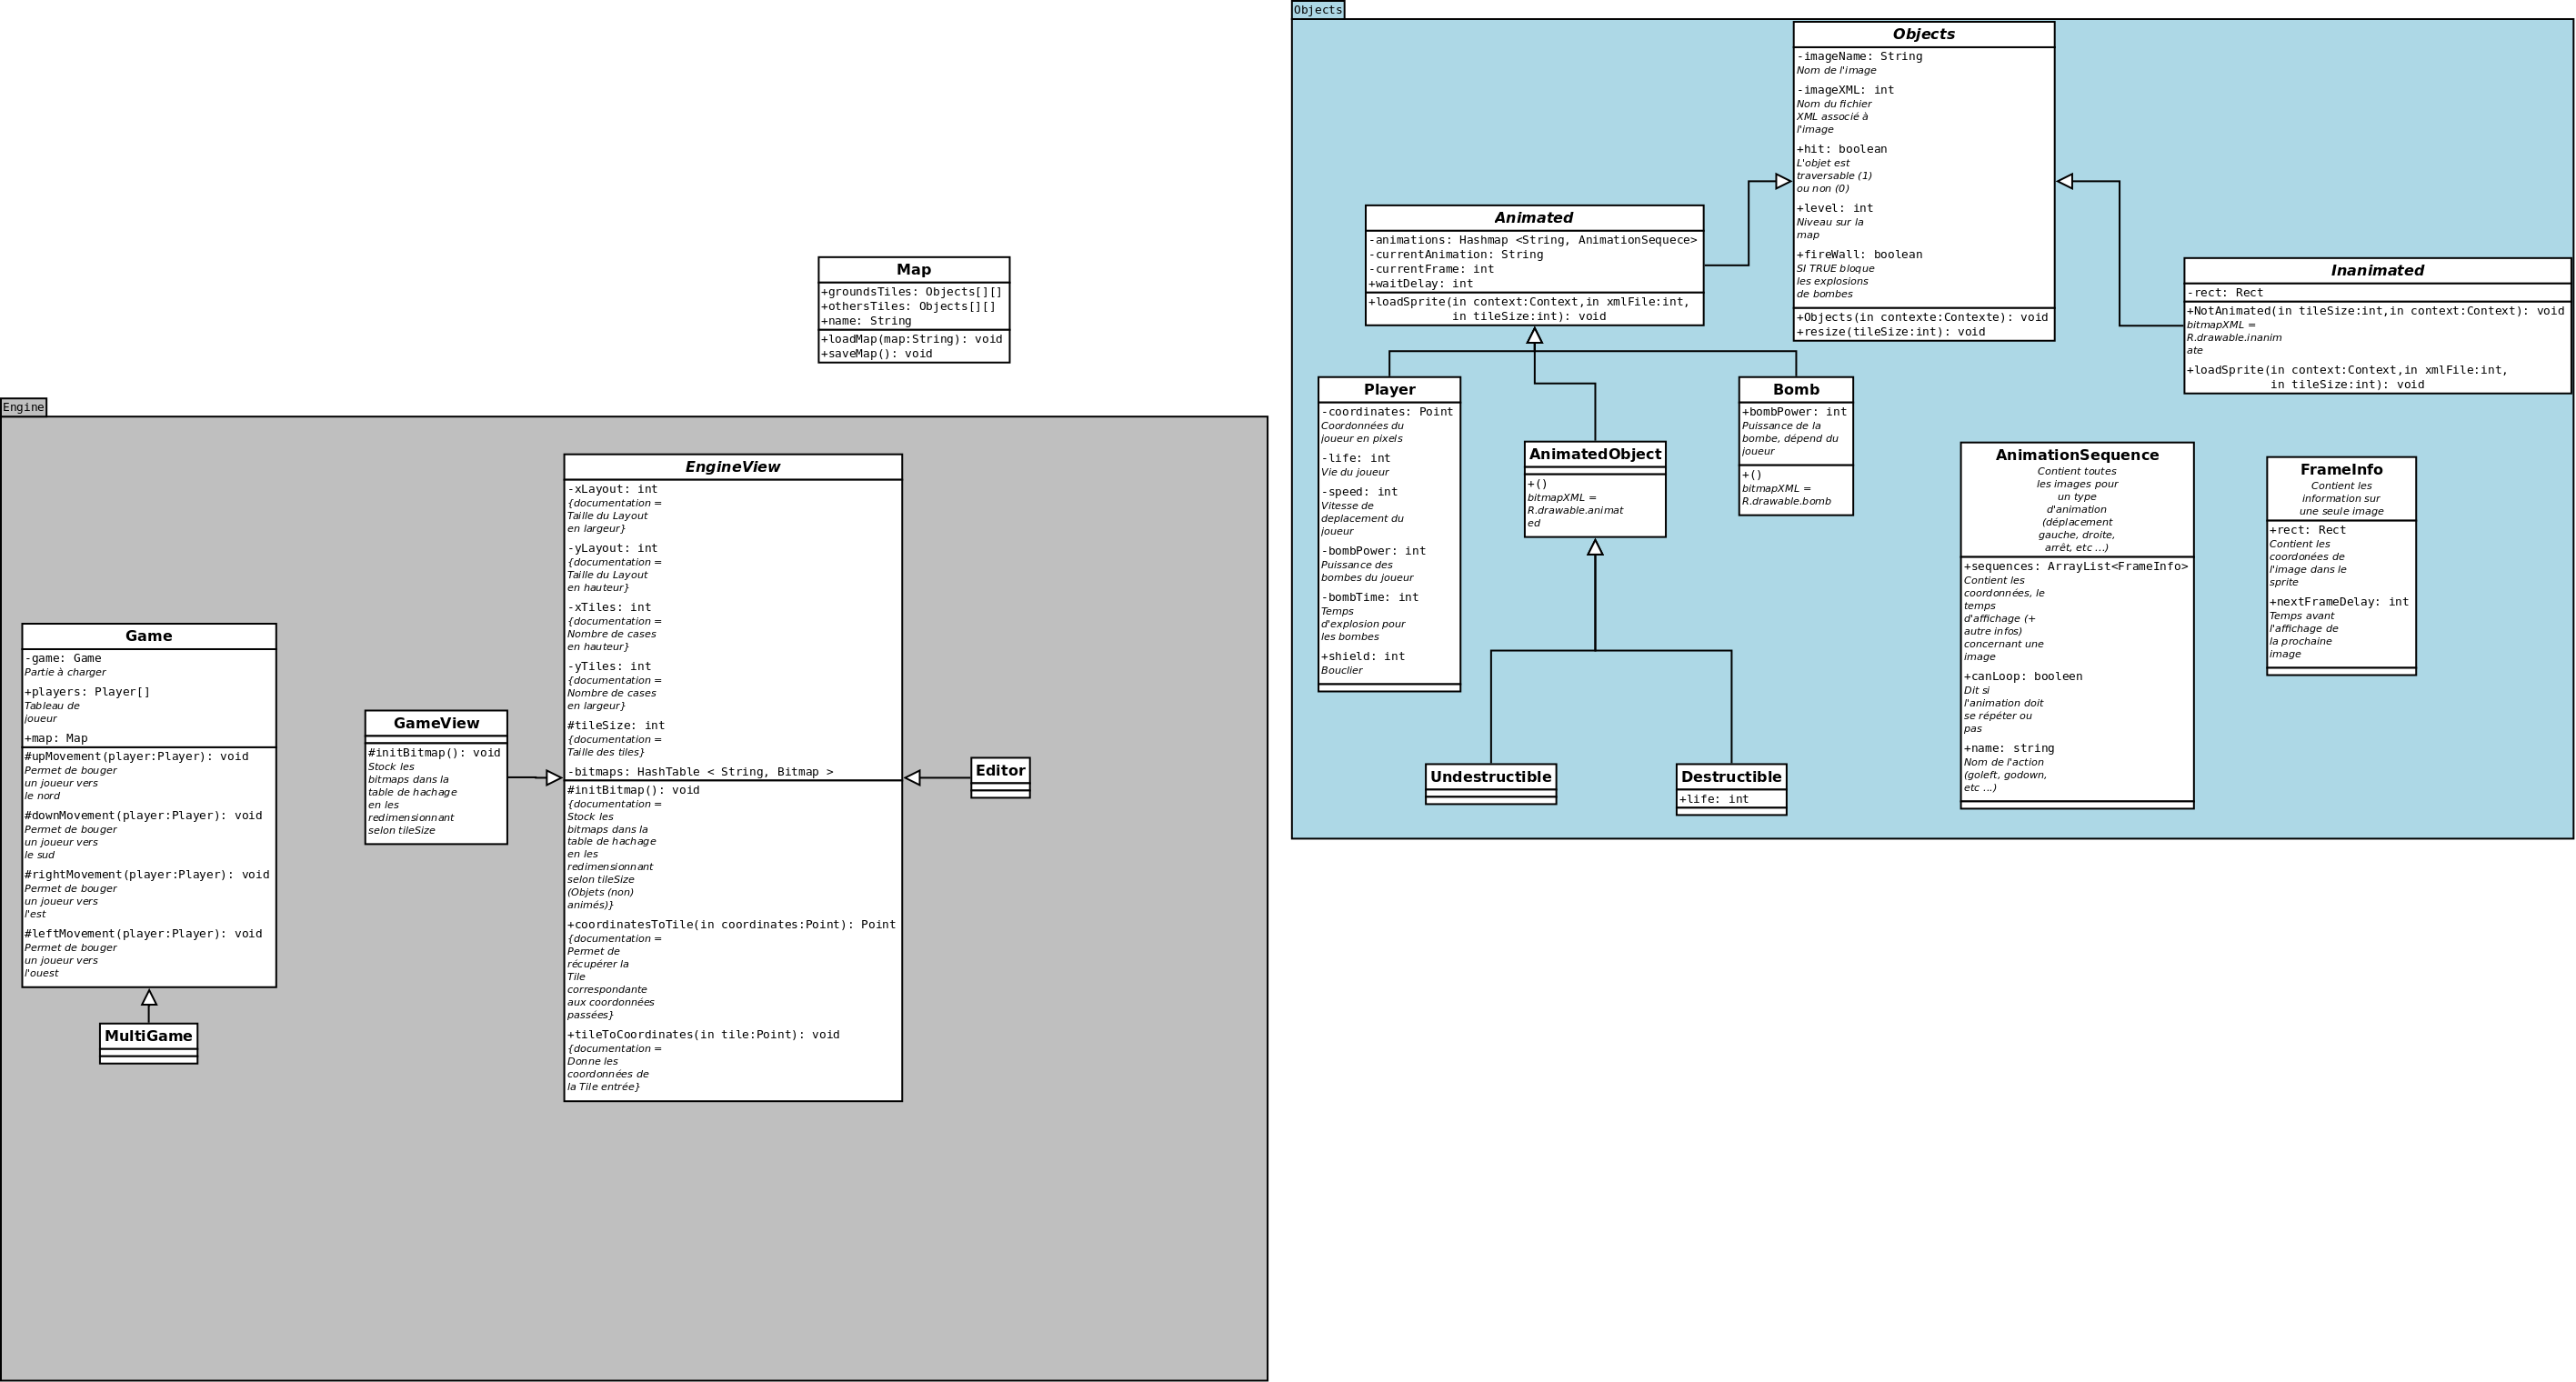 Objects
Objects
-imageName: String
Nom de l'image
-imageXML: int
Nom du fichier
XML associé à
l'image
+hit: boolean
L'objet est
traversable (1)
ou non (0)
+level: int
Niveau sur la
map
+fireWall: boolean
SI TRUE bloque
les explosions
de bombes
+Objects(in contexte:Contexte): void
+resize(tileSize:int): void
Animated
-animations: Hashmap <String, AnimationSequece>
-currentAnimation: String
-currentFrame: int
+waitDelay: int
+loadSprite(in context:Context,in xmlFile:int,
in tileSize:int): void
Inanimated
-rect: Rect
+NotAnimated(in tileSize:int,in context:Context): void
bitmapXML =
R.drawable.inanim
ate
+loadSprite(in context:Context,in xmlFile:int,
in tileSize:int): void
Player
-coordinates: Point
Coordonnées du
joueur en pixels
-life: int
Vie du joueur
-speed: int
Vitesse de
deplacement du
joueur
-bombPower: int
Puissance des
bombes du joueur
-bombTime: int
Temps
d'explosion pour
les bombes
+shield: int
Bouclier
AnimatedObject
+()
bitmapXML =
R.drawable.animat
ed
Bomb
+bombPower: int
Puissance de la
bombe, dépend du
joueur
+()
bitmapXML =
R.drawable.bomb
Undestructible
Destructible
+life: int
AnimationSequence
Contient toutes
les images pour
un type
d'animation
(déplacement
gauche, droite,
arrêt, etc ...)
+sequences: ArrayList<FrameInfo>
Contient les
coordonnées, le
temps
d'affichage (+
autre infos)
concernant une
image
+canLoop: booleen
Dit si
l'animation doit
se répéter ou
pas
+name: string
Nom de l'action
(goleft, godown,
etc ...)
FrameInfo
Contient les
information sur
une seule image
+rect: Rect
Contient les
coordonées de
l'image dans le
sprite
+nextFrameDelay: int
Temps avant
l'affichage de
la prochaine
image
Map
+groundsTiles: Objects[][]
+othersTiles: Objects[][]
+name: String
+loadMap(map:String): void
+saveMap(): void
Engine
Game
-game: Game
Partie à charger
+players: Player[]
Tableau de
joueur
+map: Map
#upMovement(player:Player): void
Permet de bouger
un joueur vers
le nord
#downMovement(player:Player): void
Permet de bouger
un joueur vers
le sud
#rightMovement(player:Player): void
Permet de bouger
un joueur vers
l'est
#leftMovement(player:Player): void
Permet de bouger
un joueur vers
l'ouest
MultiGame
GameView
#initBitmap(): void
Stock les
bitmaps dans la
table de hachage
en les
redimensionnant
selon tileSize
EngineView
-xLayout: int
{documentation =
Taille du Layout
en largeur}
-yLayout: int
{documentation =
Taille du Layout
en hauteur}
-xTiles: int
{documentation =
Nombre de cases
en hauteur}
-yTiles: int
{documentation =
Nombre de cases
en largeur}
#tileSize: int
{documentation =
Taille des tiles}
-bitmaps: HashTable < String, Bitmap >
#initBitmap(): void
{documentation =
Stock les
bitmaps dans la
table de hachage
en les
redimensionnant
selon tileSize
(Objets (non)
animés)}
+coordinatesToTile(in coordinates:Point): Point
{documentation =
Permet de
récupérer la
Tile
correspondante
aux coordonnées
passées}
+tileToCoordinates(in tile:Point): void
{documentation =
Donne les
coordonnées de
la Tile entrée}
Editor